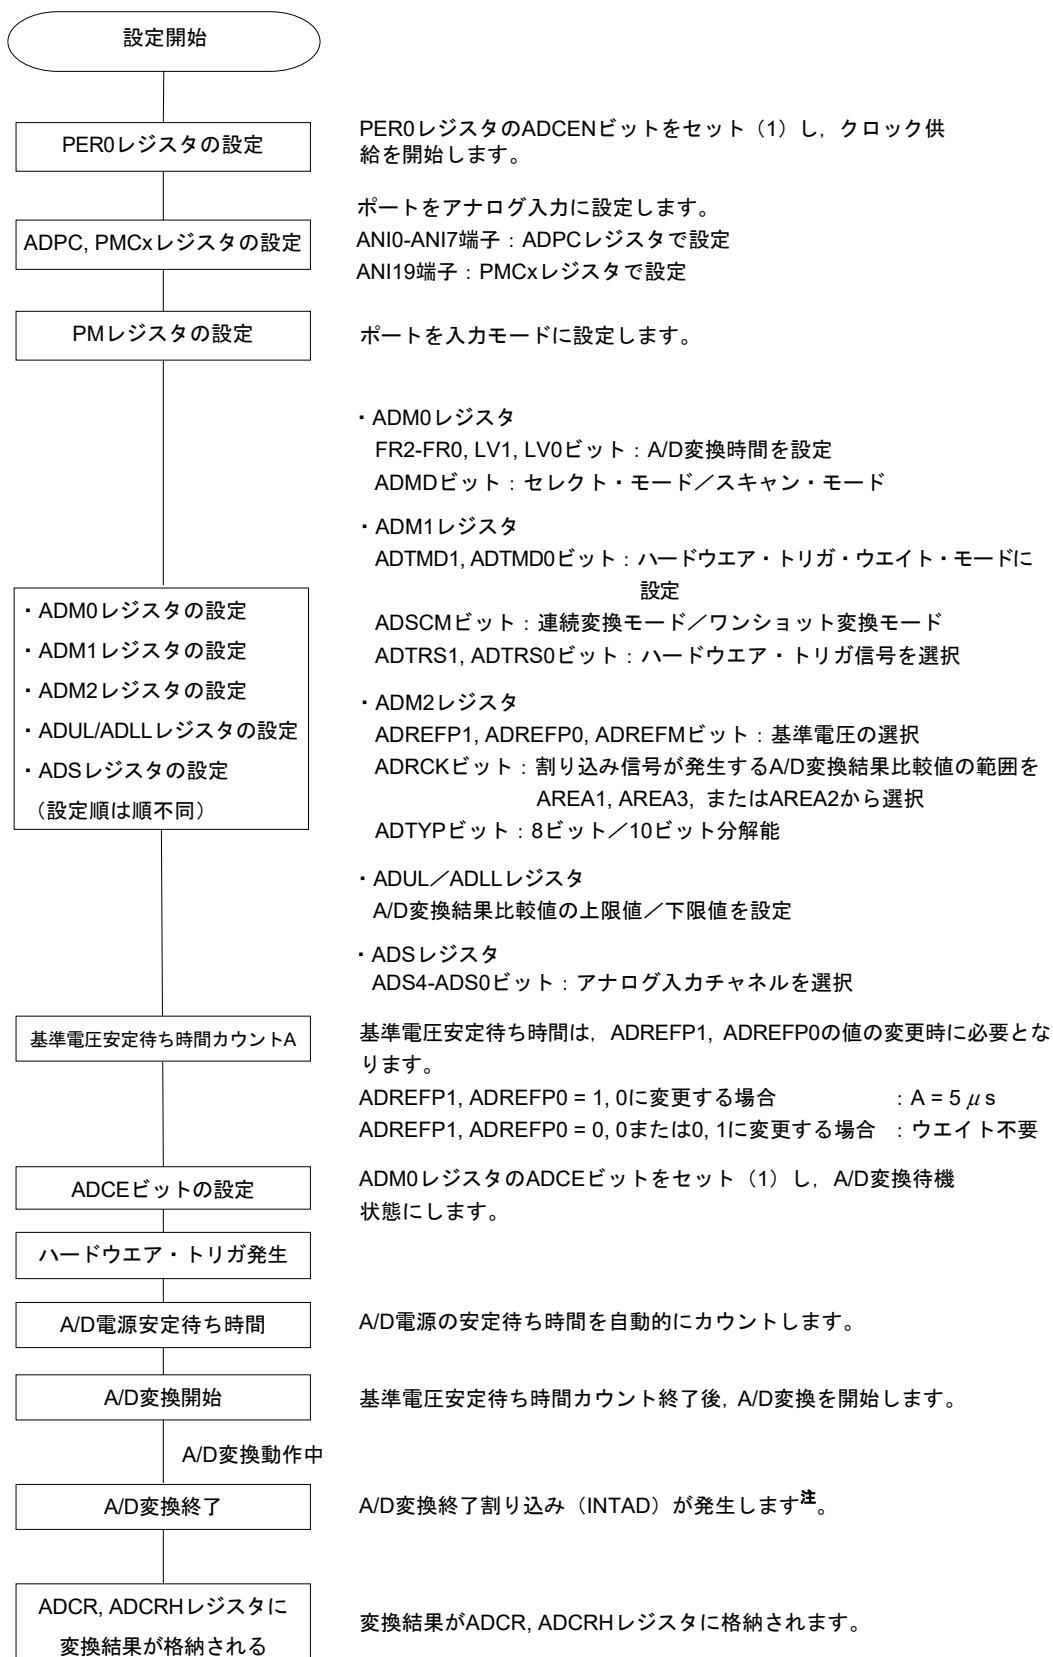 設定開始
PER0レジスタの設定
PER0レジスタのADCENビットをセット（1）し，クロック供
給を開始します。
ADPC, PMCxレジスタの設定
ポートをアナログ入力に設定します。
ANI0-ANI7端子：ADPCレジスタで設定
ANI19端子：PMCxレジスタで設定
PMレジスタの設定
ポートを入力モードに設定します。
・ADM0レジスタの設定
・ADM1レジスタの設定
・ADM2レジスタの設定
・ADUL/ADLLレジスタの設定
・ADSレジスタの設定
（設定順は順不同）
・ADM0レジスタ
FR2-FR0, LV1, LV0ビット：A/D変換時間を設定
ADMDビット：セレクト・モード／スキャン・モード
・ADM1レジスタ
ADTMD1, ADTMD0ビット：ハードウエア・トリガ・ウエイト・モードに
設定
ADSCMビット：連続変換モード／ワンショット変換モード
ADTRS1, ADTRS0ビット：ハードウエア・トリガ信号を選択
・ADM2レジスタ
ADREFP1, ADREFP0, ADREFMビット：基準電圧の選択
ADRCKビット：割り込み信号が発生するA/D変換結果比較値の範囲を
AREA1, AREA3, またはAREA2から選択
ADTYPビット：8ビット／10ビット分解能
・ADUL／ADLLレジスタ
A/D変換結果比較値の上限値／下限値を設定
・ADSレジスタ
ADS4-ADS0ビット：アナログ入力チャネルを選択
基準電圧安定待ち時間カウントA
基準電圧安定待ち時間は，ADREFP1, ADREFP0の値の変更時に必要とな
ります。
ADREFP1, ADREFP0 = 1, 0に変更する場合　：A = 5 μs
ADREFP1, ADREFP0 = 0, 0または0, 1に変更する場合　：ウエイト不要
ADCEビットの設定
ADM0レジスタのADCEビットをセット（1）し，A/D変換待機
状態にします。
ハードウエア・トリガ発生
A/D電源安定待ち時間
A/D電源の安定待ち時間を自動的にカウントします。
A/D変換開始
基準電圧安定待ち時間カウント終了後, A/D変換を開始します。
A/D変換動作中
A/D変換終了
A/D変換終了割り込み（INTAD）が発生します注。
ADCR, ADCRHレジスタに
変換結果が格納される
変換結果がADCR, ADCRHレジスタに格納されます。